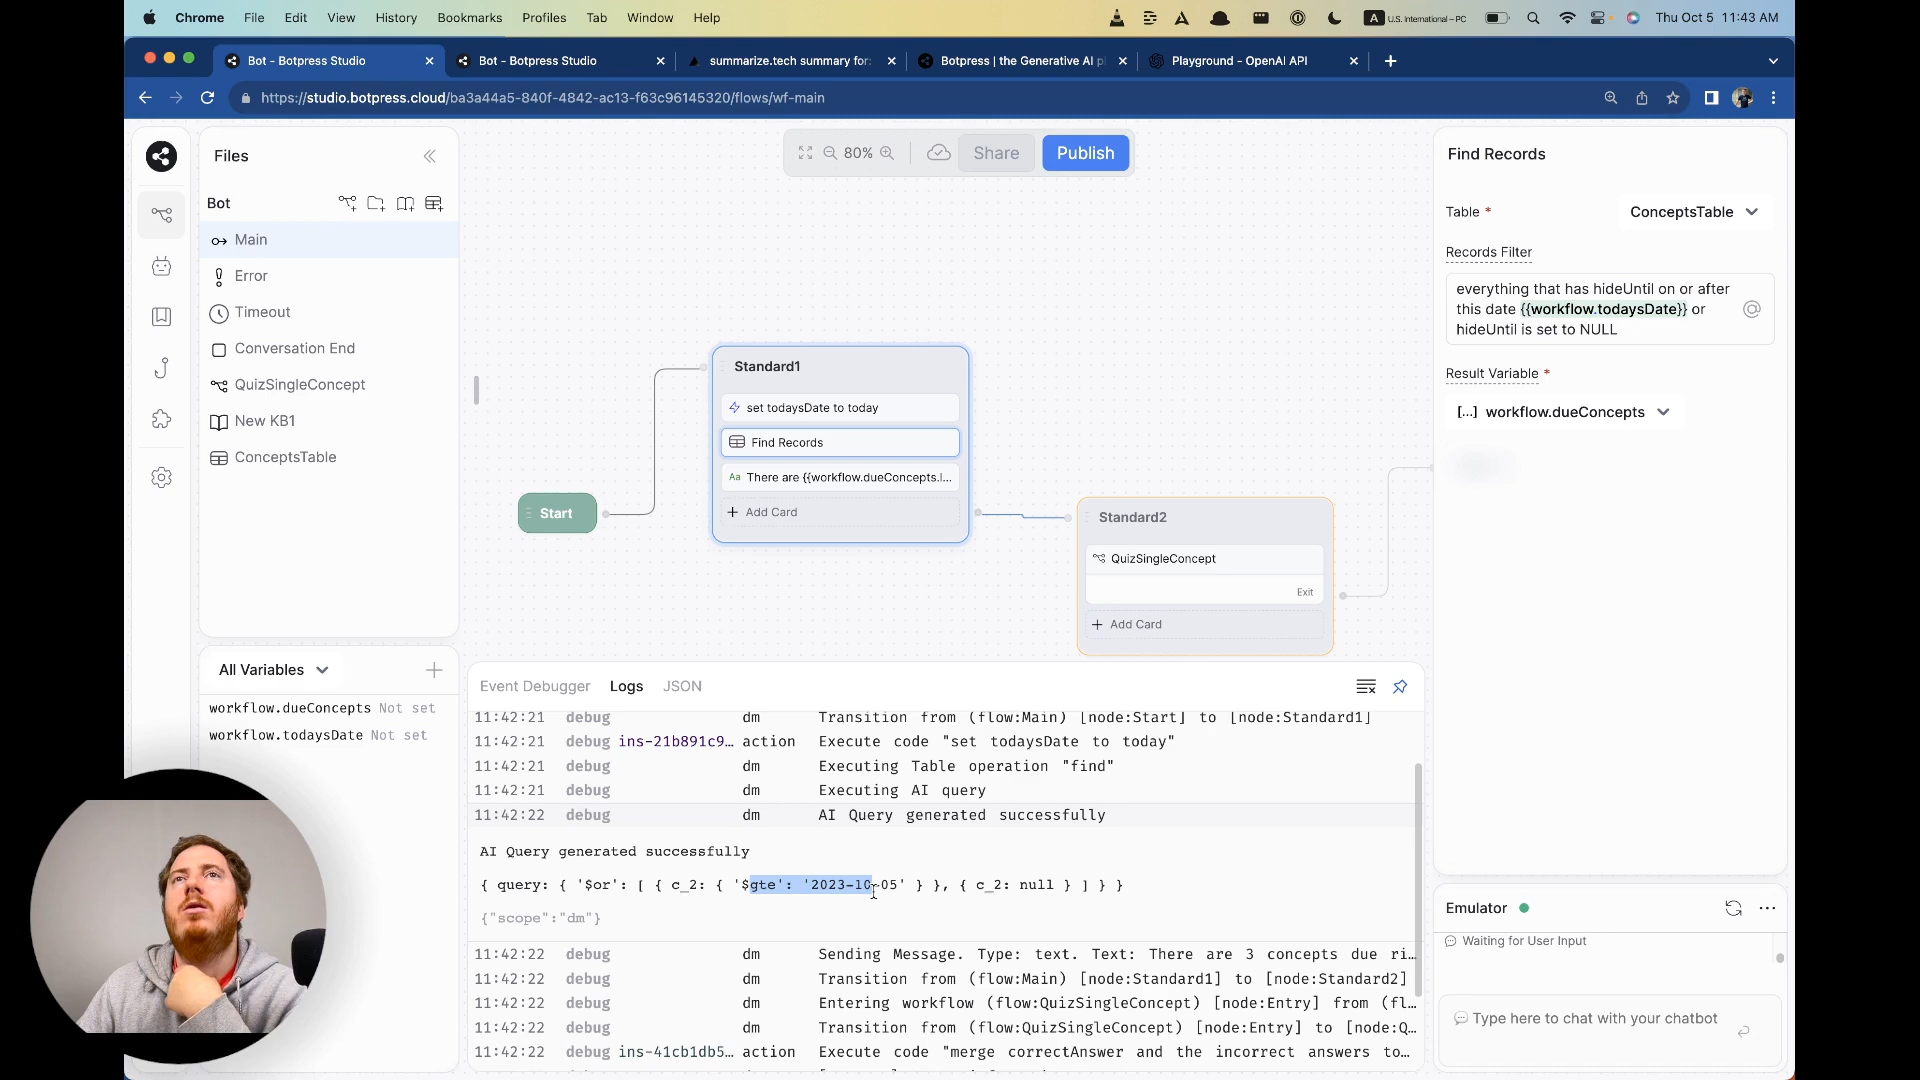 Chrome File Edit View History Bookmarks Profiles Tab Window Help
A U.S. International – PC
Thu Oct 5 11:43 AM
Bot - Botpress Studio
Bot - Botpress Studio
summarize.tech summary for:
Botpress | the Generative AI pl
Playground - OpenAI API
https://studio.botpress.cloud/ba3a44a5-840f-4842-ac13-f63c96145320/flows/wf-main
Files
Bot
Main
Error
Timeout
Conversation End
QuizSingleConcept
New KB1
ConceptsTable
All Variables
workflow.dueConcepts Not set
workflow.todaysDate Not set
80%
Share
Publish
Start
Standard1
set todaysDate to today
Find Records
Aa There are {{workflow.dueConcepts.l...
+ Add Card
Standard2
QuizSingleConcept
Exit
+ Add Card
Event Debugger Logs JSON
11:42:21 debug dm Transition from (flow:Main) [node:Start] to [node:Standard1]
11:42:21 debug ins-21b891c9… action Execute code "set todaysDate to today"
11:42:21 debug dm Executing Table operation "find"
11:42:21 debug dm Executing AI query
11:42:22 debug dm AI Query generated successfully
AI Query generated successfully
{ query: { '$or': [ { c_2: { '$gte': '2023-10-05' } }, { c_2: null } ] } }
{"scope":"dm"}
11:42:22 debug dm Sending Message. Type: text. Text: There are 3 concepts due ri…
11:42:22 debug dm Transition from (flow:Main) [node:Standard1] to [node:Standard2]
11:42:22 debug dm Entering workflow (flow:QuizSingleConcept) [node:Entry] from (fl…
11:42:22 debug dm Transition from (flow:QuizSingleConcept) [node:Entry] to [node:Q…
11:42:22 debug ins-41cb1db5… action Execute code "merge correctAnswer and the incorrect answers to…
Find Records
Table *
ConceptsTable
Records Filter
everything that has hideUntil on or after
this date {{workflow.todaysDate}} or
hideUntil is set to NULL
Result Variable *
[...] workflow.dueConcepts
Emulator
Waiting for User Input
Type here to chat with your chatbot